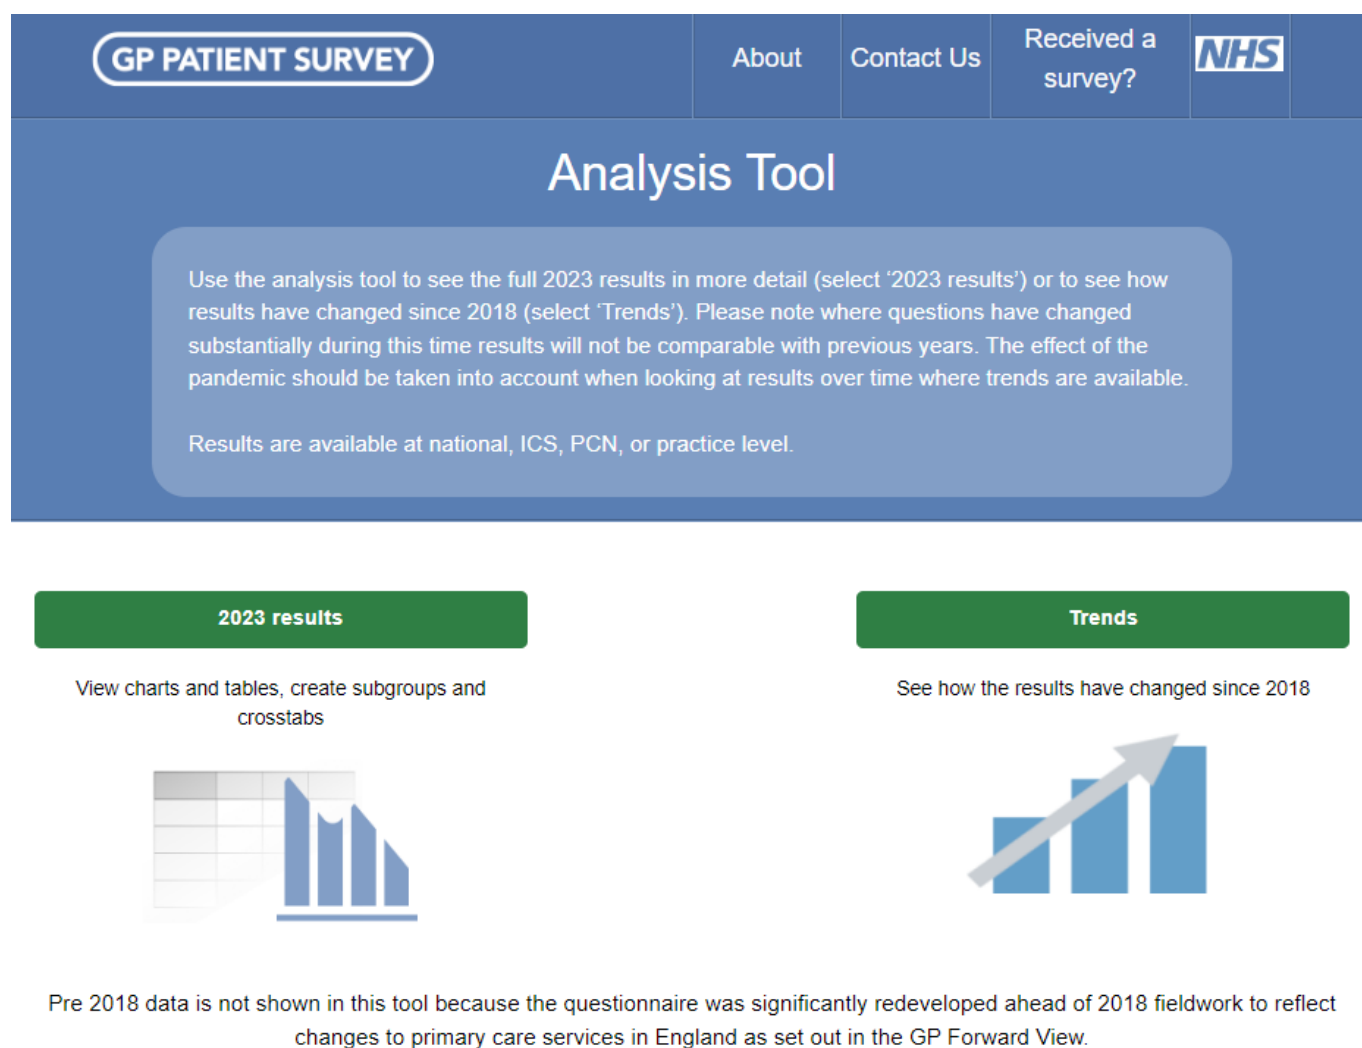 GP PATIENT SURVEY
About
Contact Us
Received a
survey?
NHS
Analysis Tool
Use the analysis tool to see the full 2023 results in more detail (select ‘2023 results’) or to see how
results have changed since 2018 (select ‘Trends’). Please note where questions have changed
substantially during this time results will not be comparable with previous years. The effect of the
pandemic should be taken into account when looking at results over time where trends are available.
Results are available at national, ICS, PCN, or practice level.
2023 results
View charts and tables, create subgroups and
crosstabs
Trends
See how the results have changed since 2018
Pre 2018 data is not shown in this tool because the questionnaire was significantly redeveloped ahead of 2018 fieldwork to reflect
changes to primary care services in England as set out in the GP Forward View.